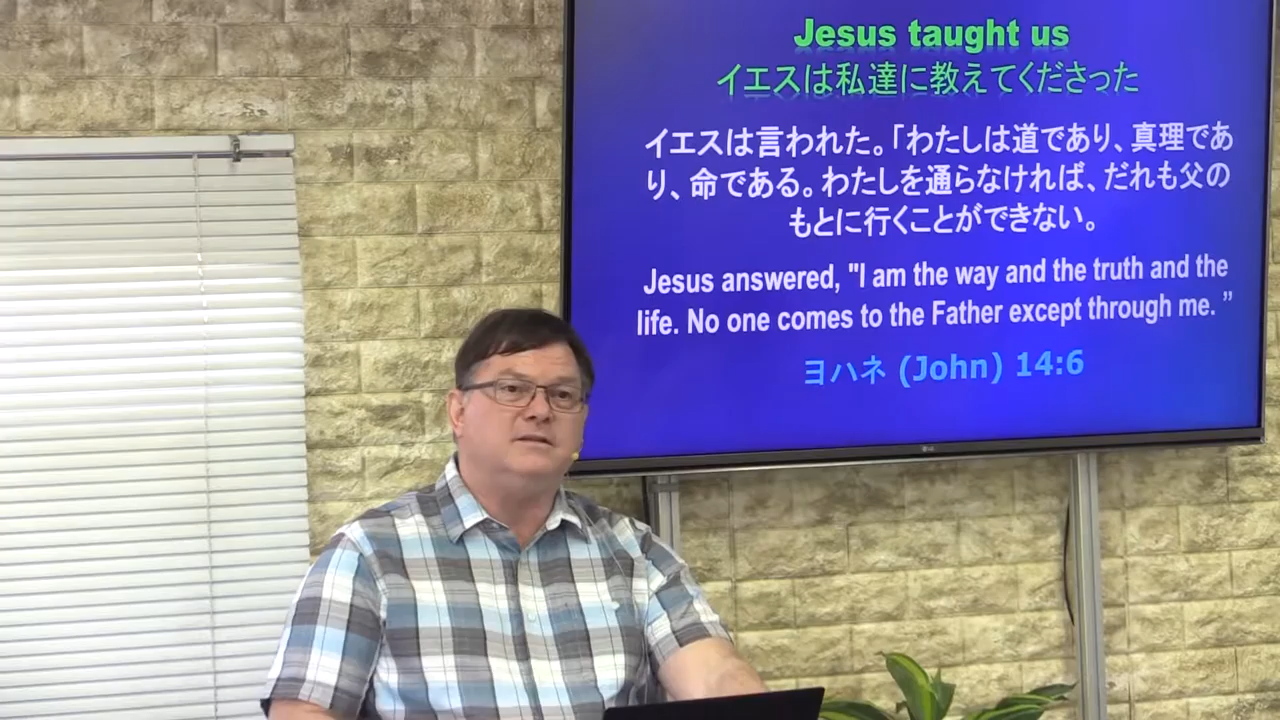 Jesus taught us
イエスは私達に教えてくださった
イエスは言われた。「わたしは道であり、真理であ
り、命である。わたしを通らなければ、だれも父の
もとに行くことができない。
Jesus answered, "I am the way and the truth and the
life. No one comes to the Father except through me. ”
ヨハネ (John) 14:6
LG